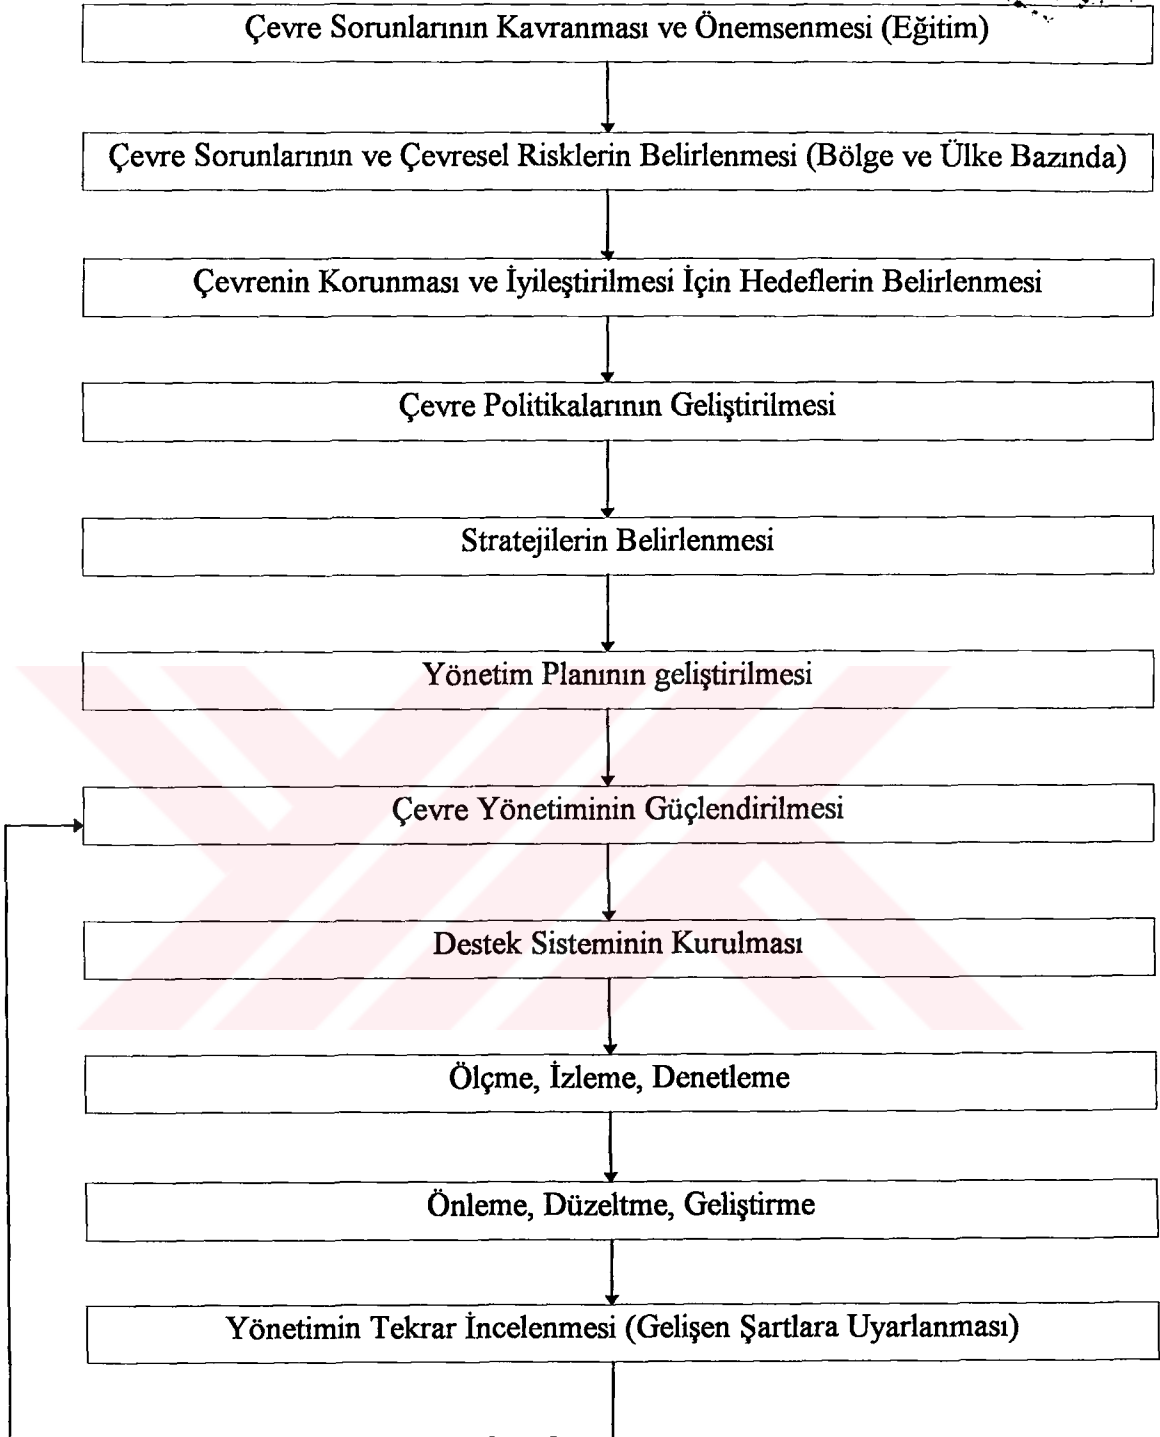 Çevre Sorunlarının Kavranması ve Önemsenmesi (Eğitim)
Çevre Sorunlarının ve Çevresel Risklerin Belirlenmesi (Bölge ve Ülke Bazında)
Çevrenin Korunması ve İyileştirilmesi İçin Hedeflerin Belirlenmesi
Çevre Politikalarının Geliştirilmesi
Stratejilerin Belirlenmesi
Yönetim Planının geliştirilmesi
Çevre Yönetiminin Güçlendirilmesi
Destek Sisteminin Kurulması
Ölçme, İzleme, Denetleme
Önleme, Düzeltme, Geliştirme
Yönetimin Tekrar İncelenmesi (Gelişen Şartlara Uyarlanması)